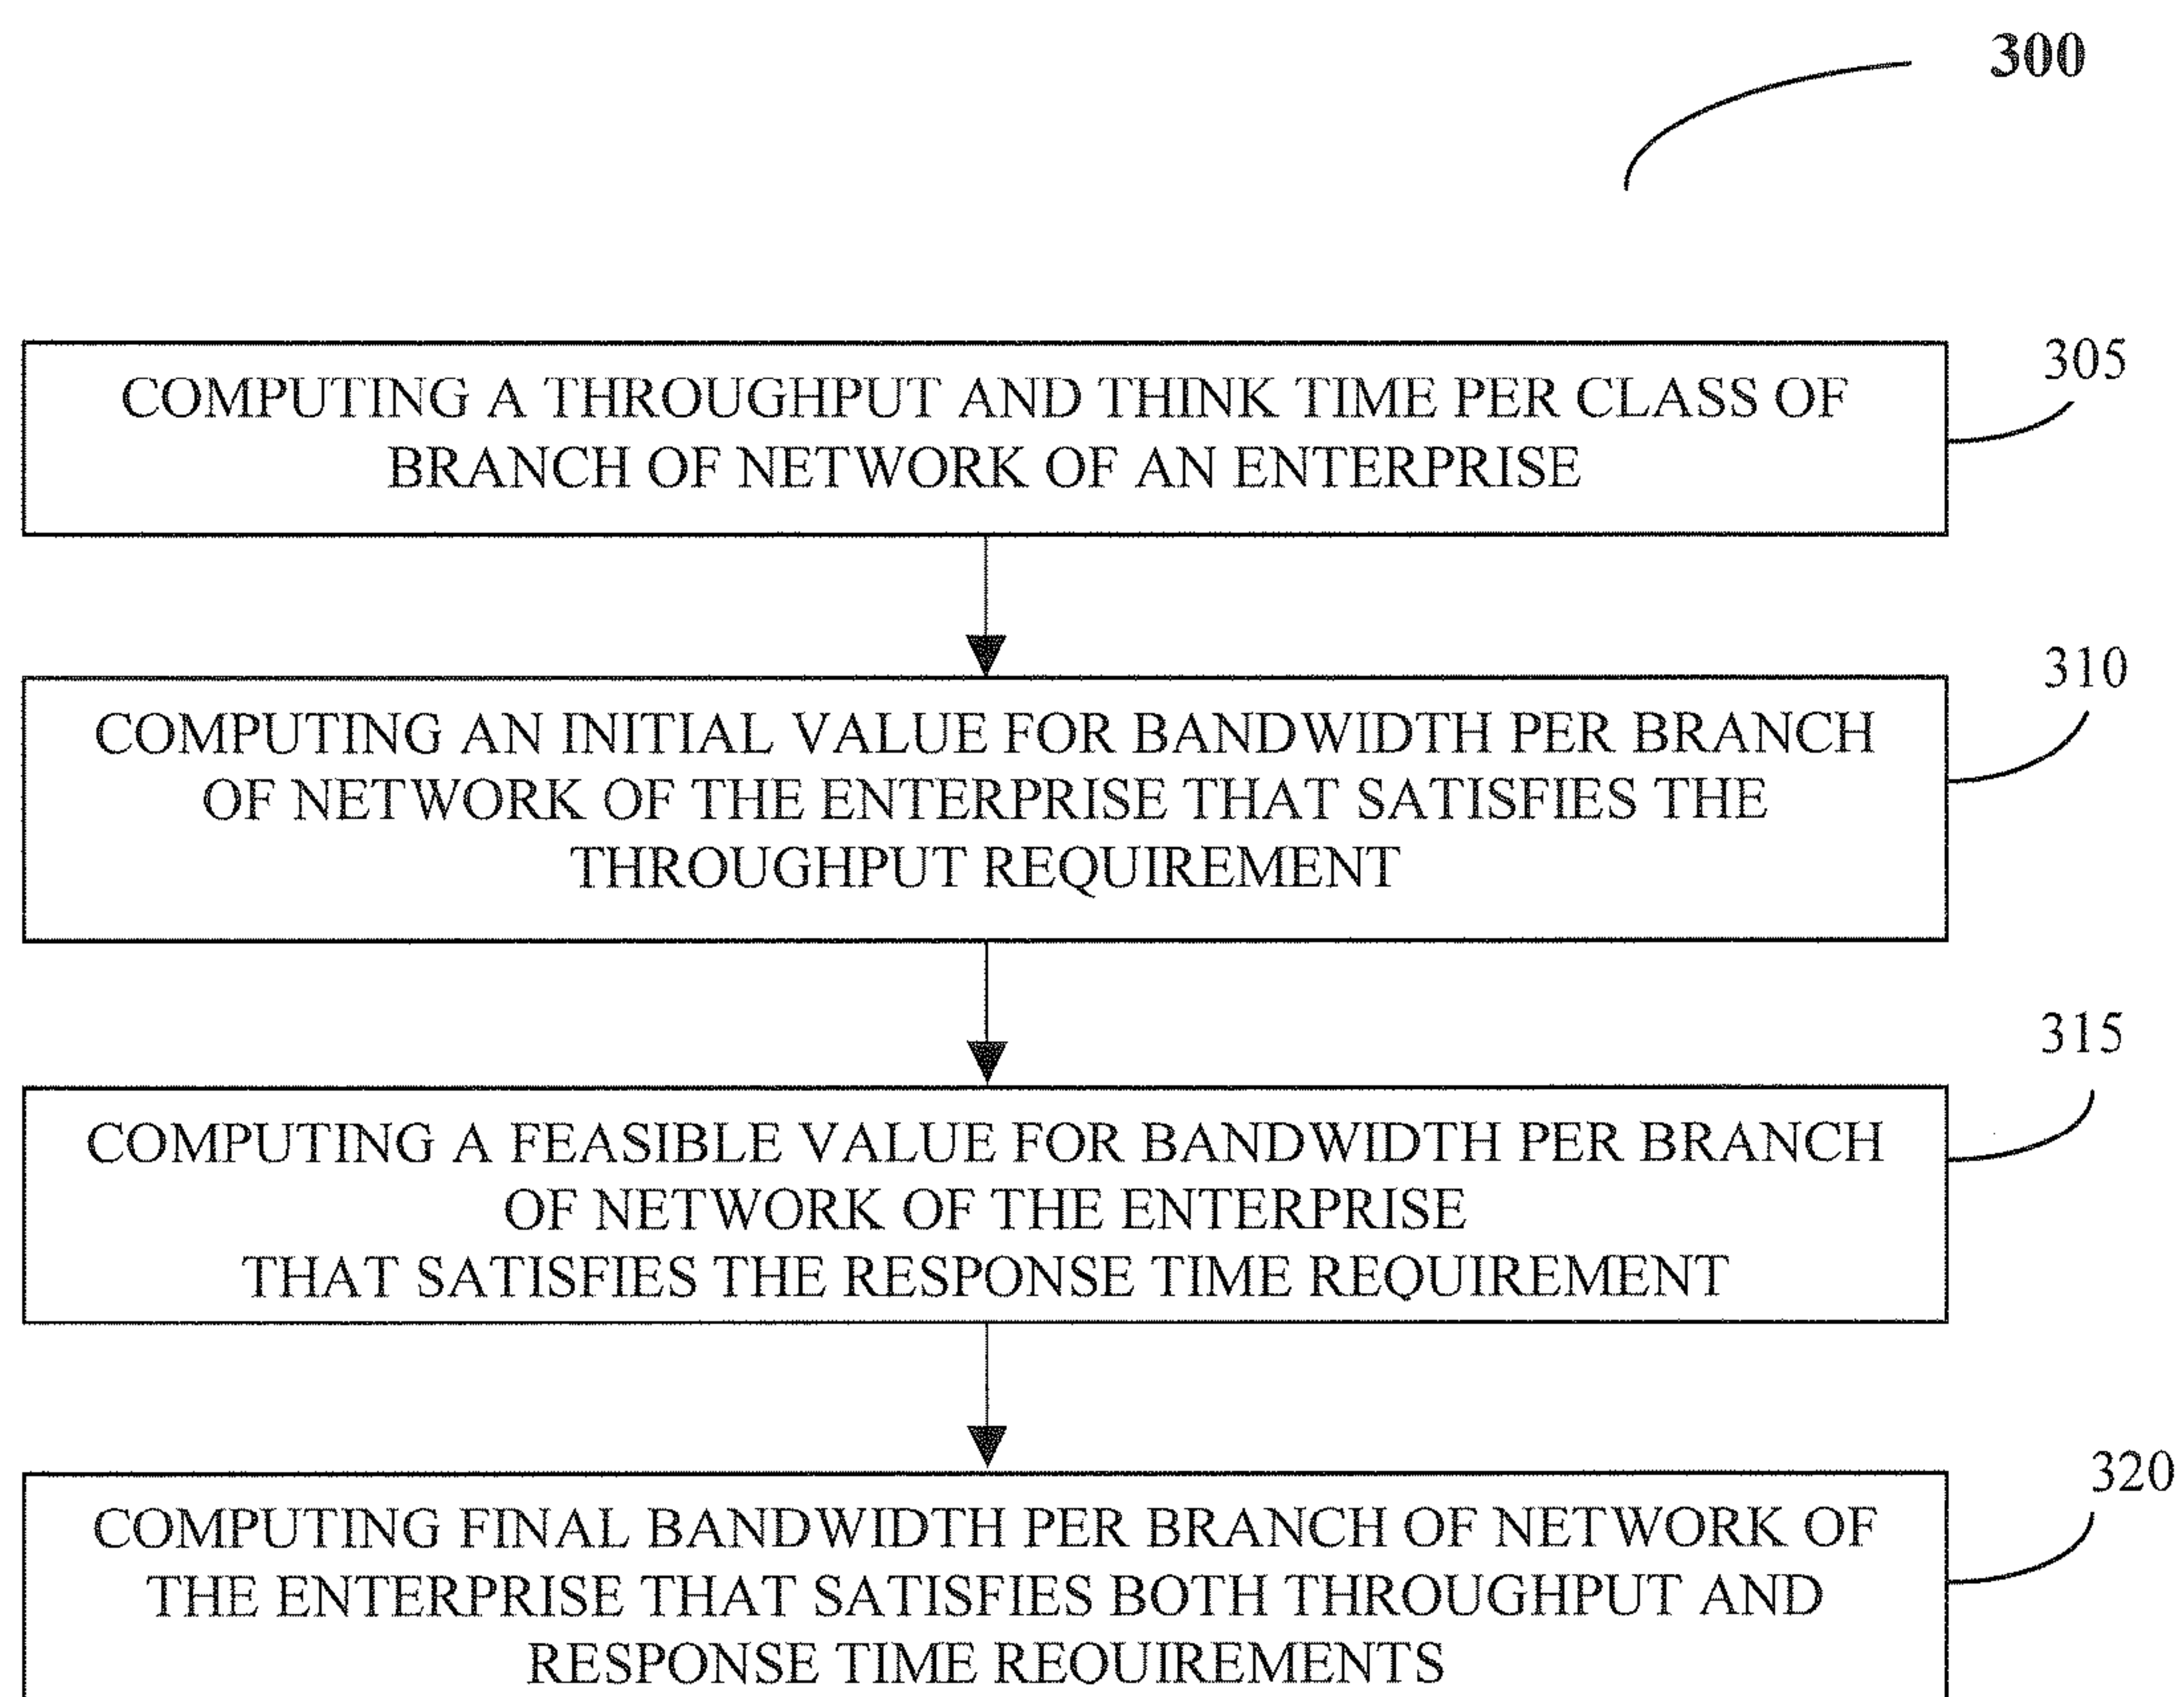 300
305
COMPUTING A THROUGHPUT AND THINK TIME PER CLASS OF
BRANCH OF NETWORK OF AN ENTERPRISE
310
COMPUTING AN INITIAL VALUE FOR BANDWIDTH PER BRANCH
OF NETWORK OF THE ENTERPRISE THAT SATISFIES THE
THROUGHPUT REQUIREMENT
315
COMPUTING A FEASIBLE VALUE FOR BANDWIDTH PER BRANCH
OF NETWORK OF THE ENTERPRISE
THAT SATISFIES THE RESPONSE TIME REQUIREMENT
320
COMPUTING FINAL BANDWIDTH PER BRANCH OF NETWORK OF
THE ENTERPRISE THAT SATISFIES BOTH THROUGHPUT AND
RESPONSE TIME REQUIREMENTS